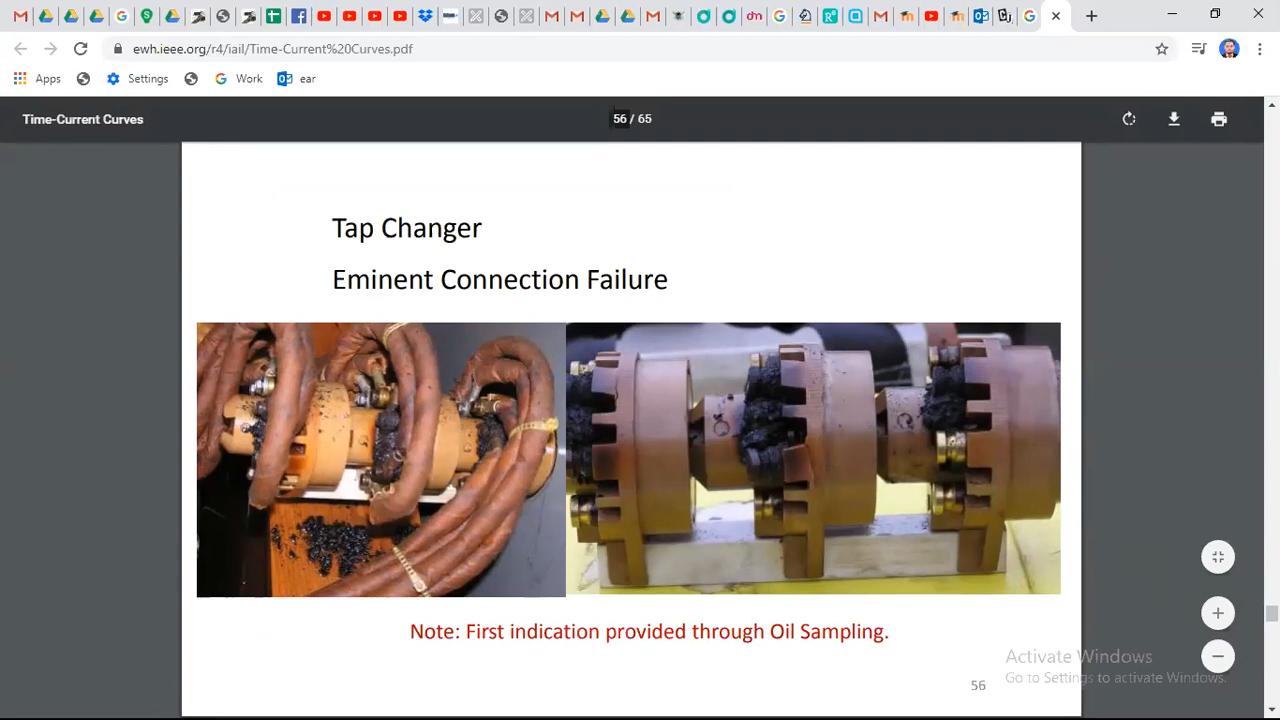 ewh.ieee.org/r4/iail/Time-Current%20Curves.pdf
Apps Settings Work ear
Time-Current Curves 56 / 65
Tap Changer
Eminent Connection Failure
Note: First indication provided through Oil Sampling.
Activate Windows
Go to Settings to activate Windows.
56